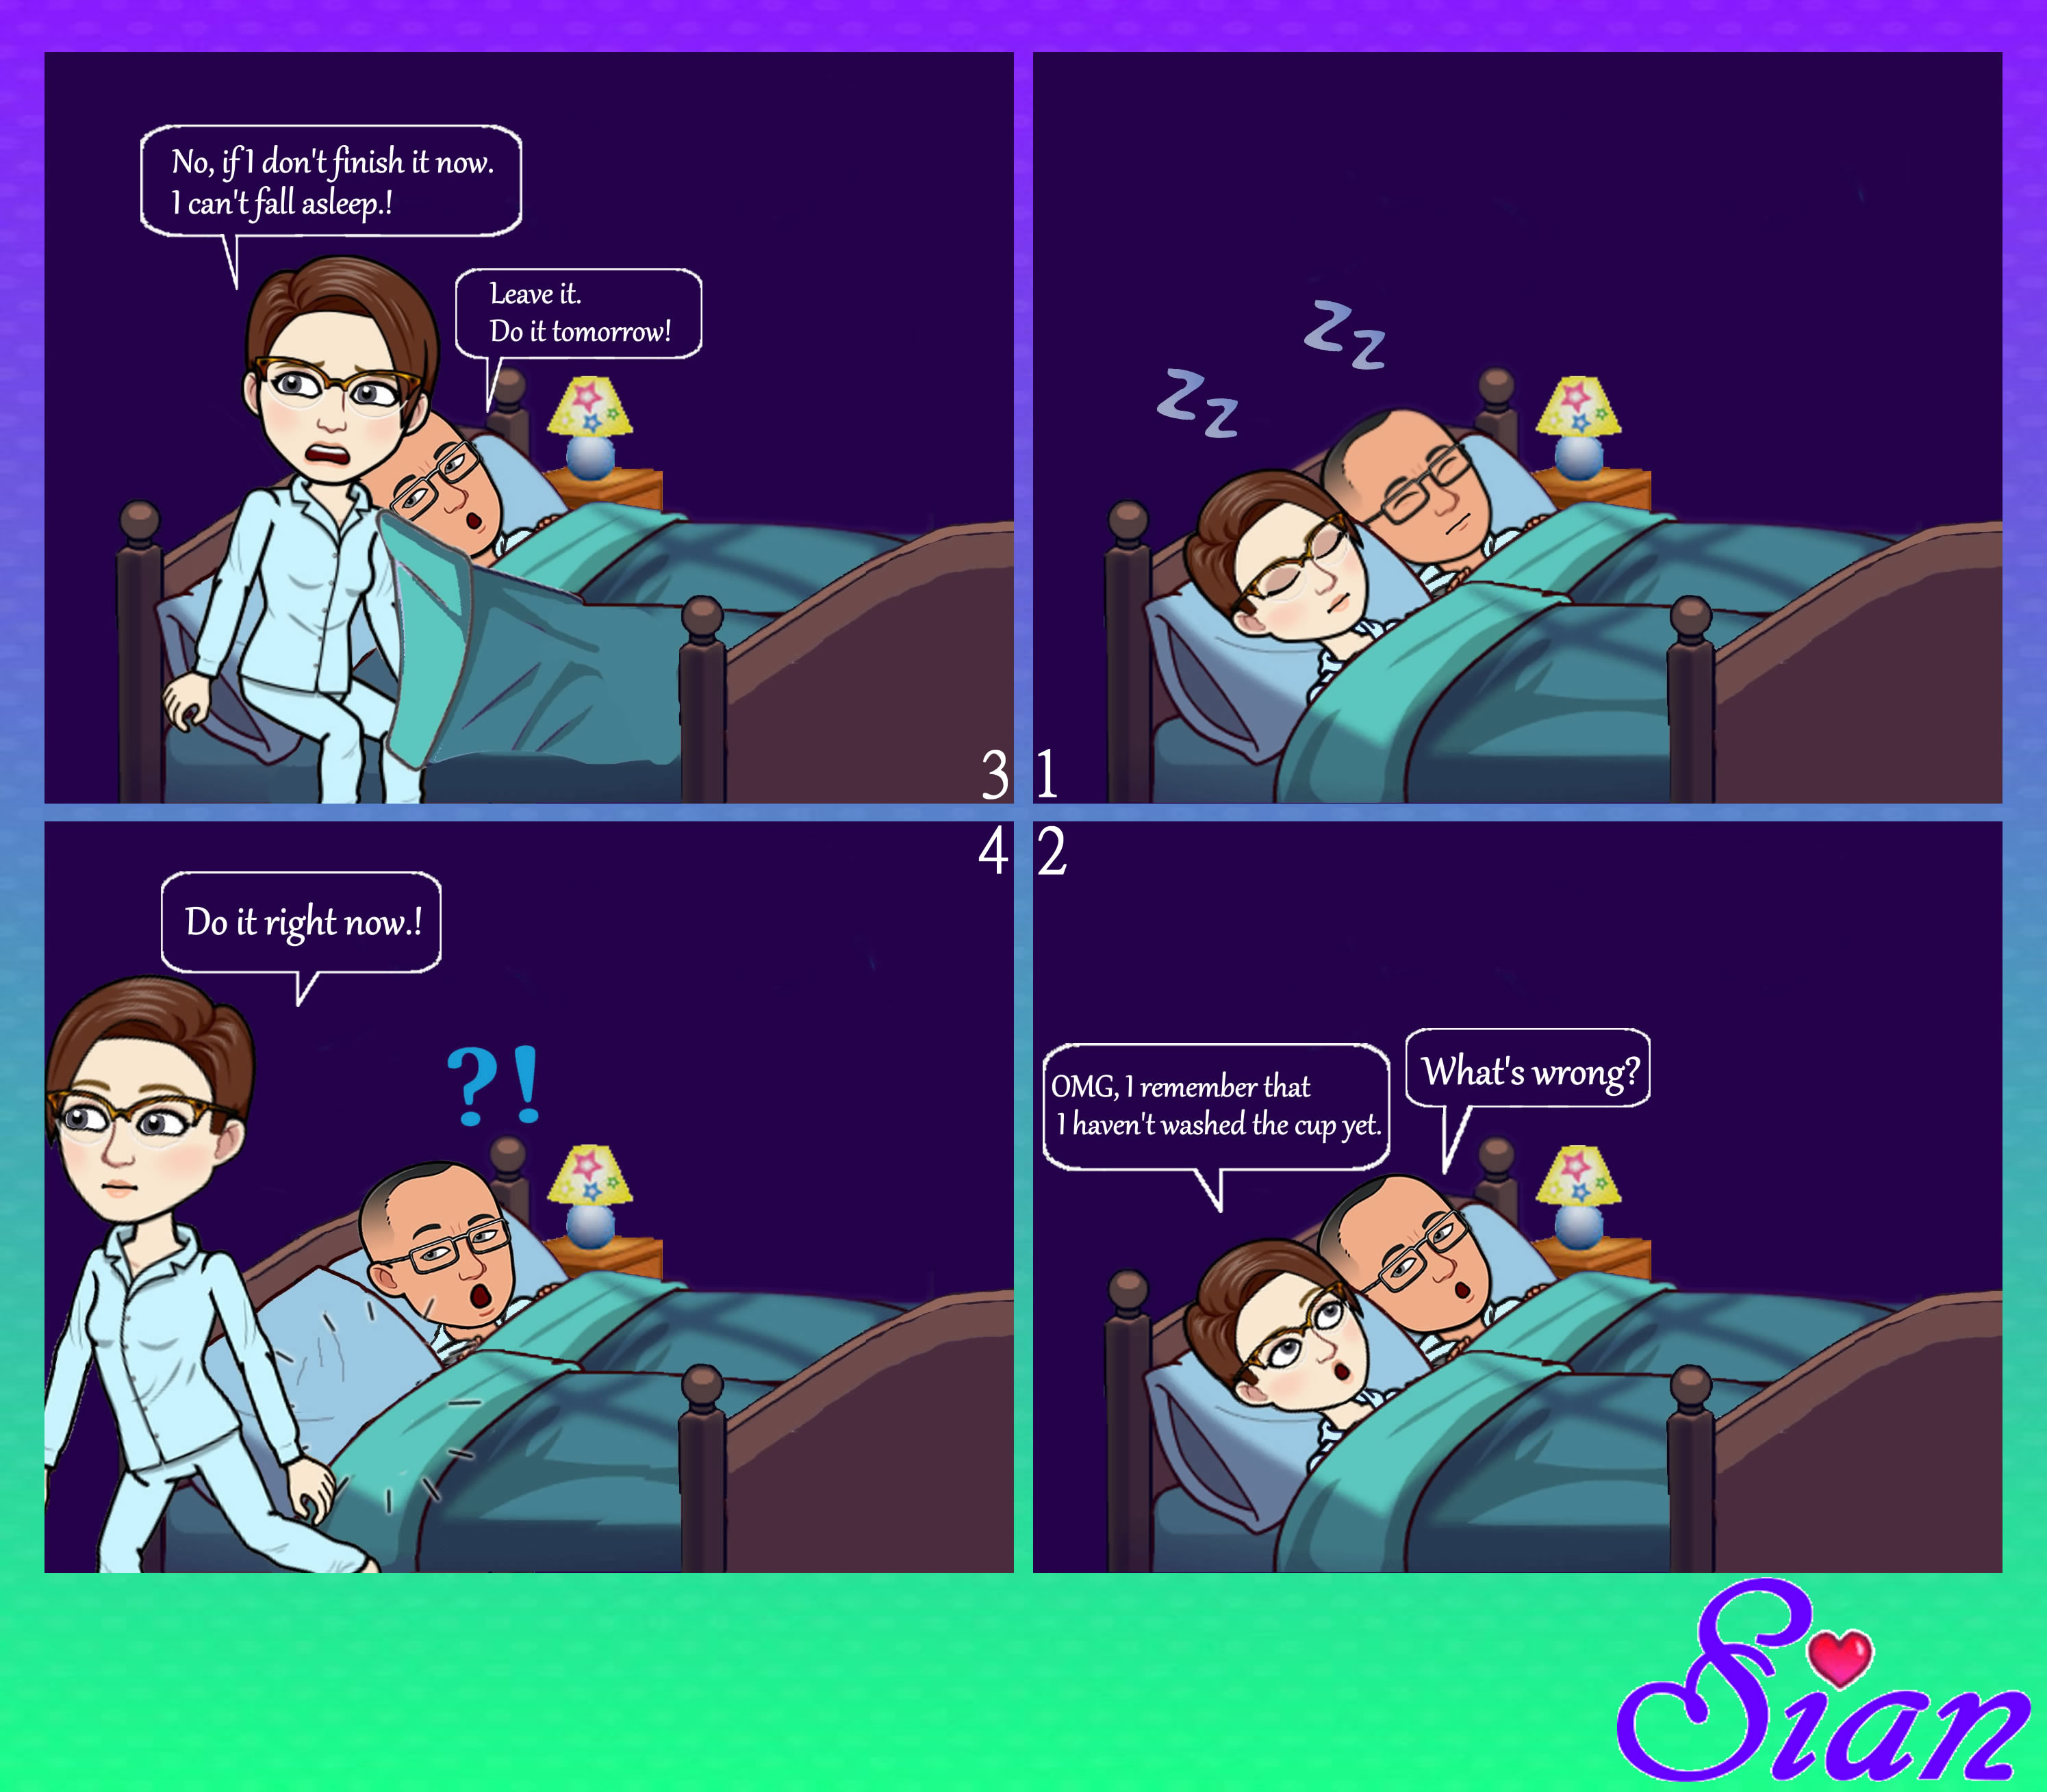 Zz
Zz
1
2
What's wrong?
OMG, I remember that
I haven't washed the cup yet.
Leave it.
Do it tomorrow!
No, if I don't finish it now.
I can't fall asleep.!
3
4
Do it right now.!
?!
Sian